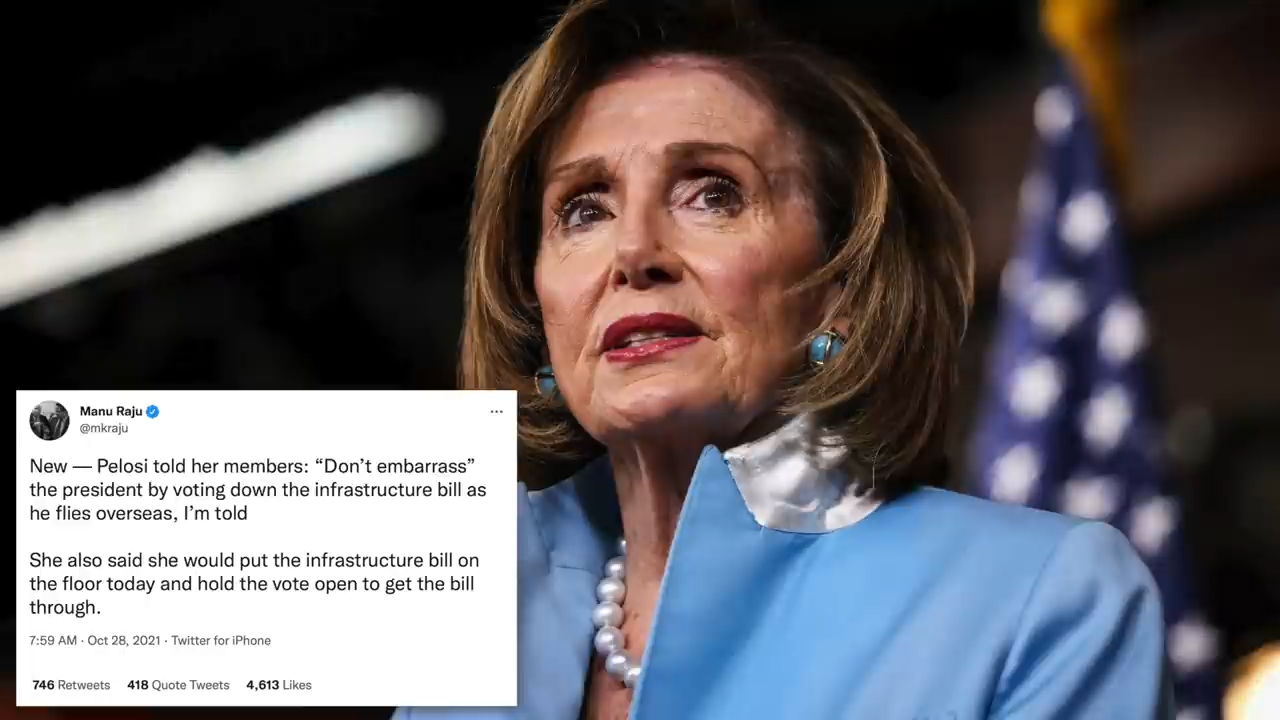 Manu Raju
@mkraju
New — Pelosi told her members: “Don’t embarrass”
the president by voting down the infrastructure bill as
he flies overseas, I’m told
She also said she would put the infrastructure bill on
the floor today and hold the vote open to get the bill
through.
7:59 AM · Oct 28, 2021 · Twitter for iPhone
746 Retweets 418 Quote Tweets 4,613 Likes